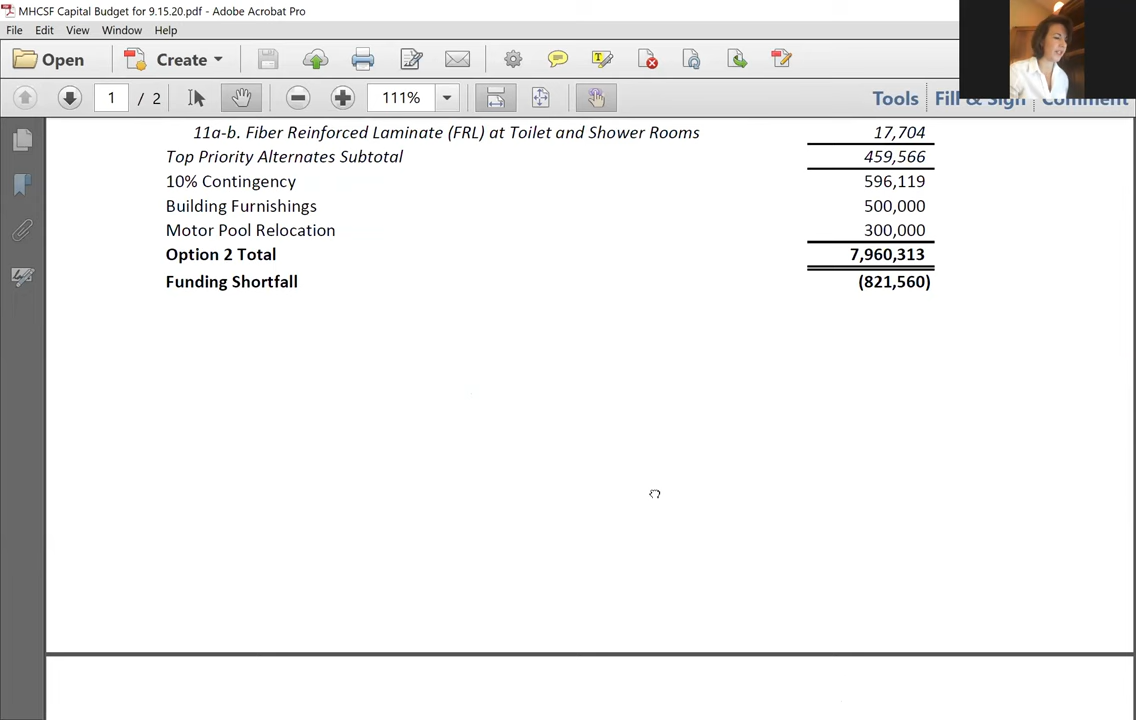 MHCSF Capital Budget for 9.15.20.pdf - Adobe Acrobat Pro
File Edit View Window Help
Open Create
1 / 2 111% Tools Fill & Sign Comment
11a-b. Fiber Reinforced Laminate (FRL) at Toilet and Shower Rooms 17,704
Top Priority Alternates Subtotal 459,566
10% Contingency 596,119
Building Furnishings 500,000
Motor Pool Relocation 300,000
Option 2 Total 7,960,313
Funding Shortfall (821,560)